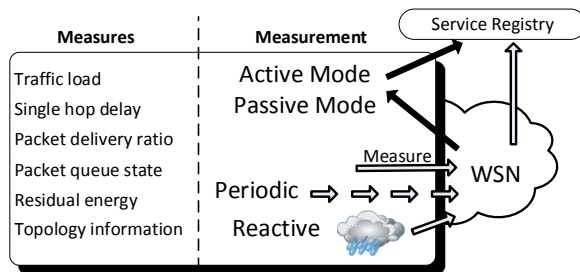 Service Registry
Measures
Measurement
Traffic load
Single hop delay
Packet delivery ratio
Packet queue state
Residual energy
Topology information
Active Mode
Passive Mode
Measure
Periodic
Reactive
WSN